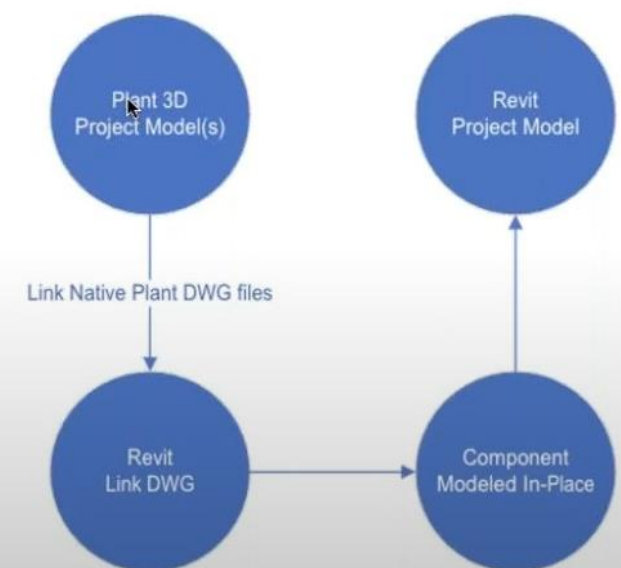 Plant 3D
Project Model(s)
Revit
Project Model
Link Native Plant DWG files
Revit
Link DWG
Component
Modeled In-Place